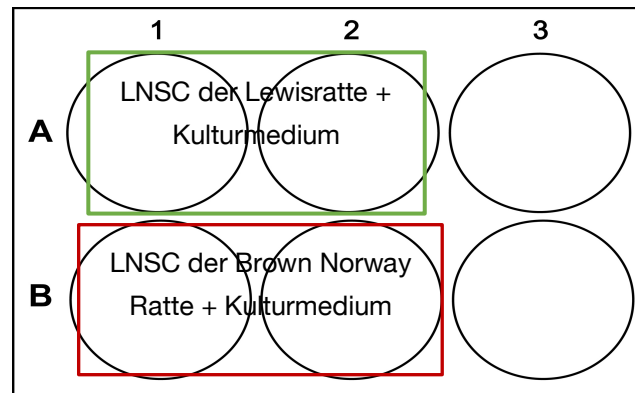 1 2 3
A
LNSC der Lewisratte +
Kulturmedium
B
LNSC der Brown Norway
Ratte + Kulturmedium